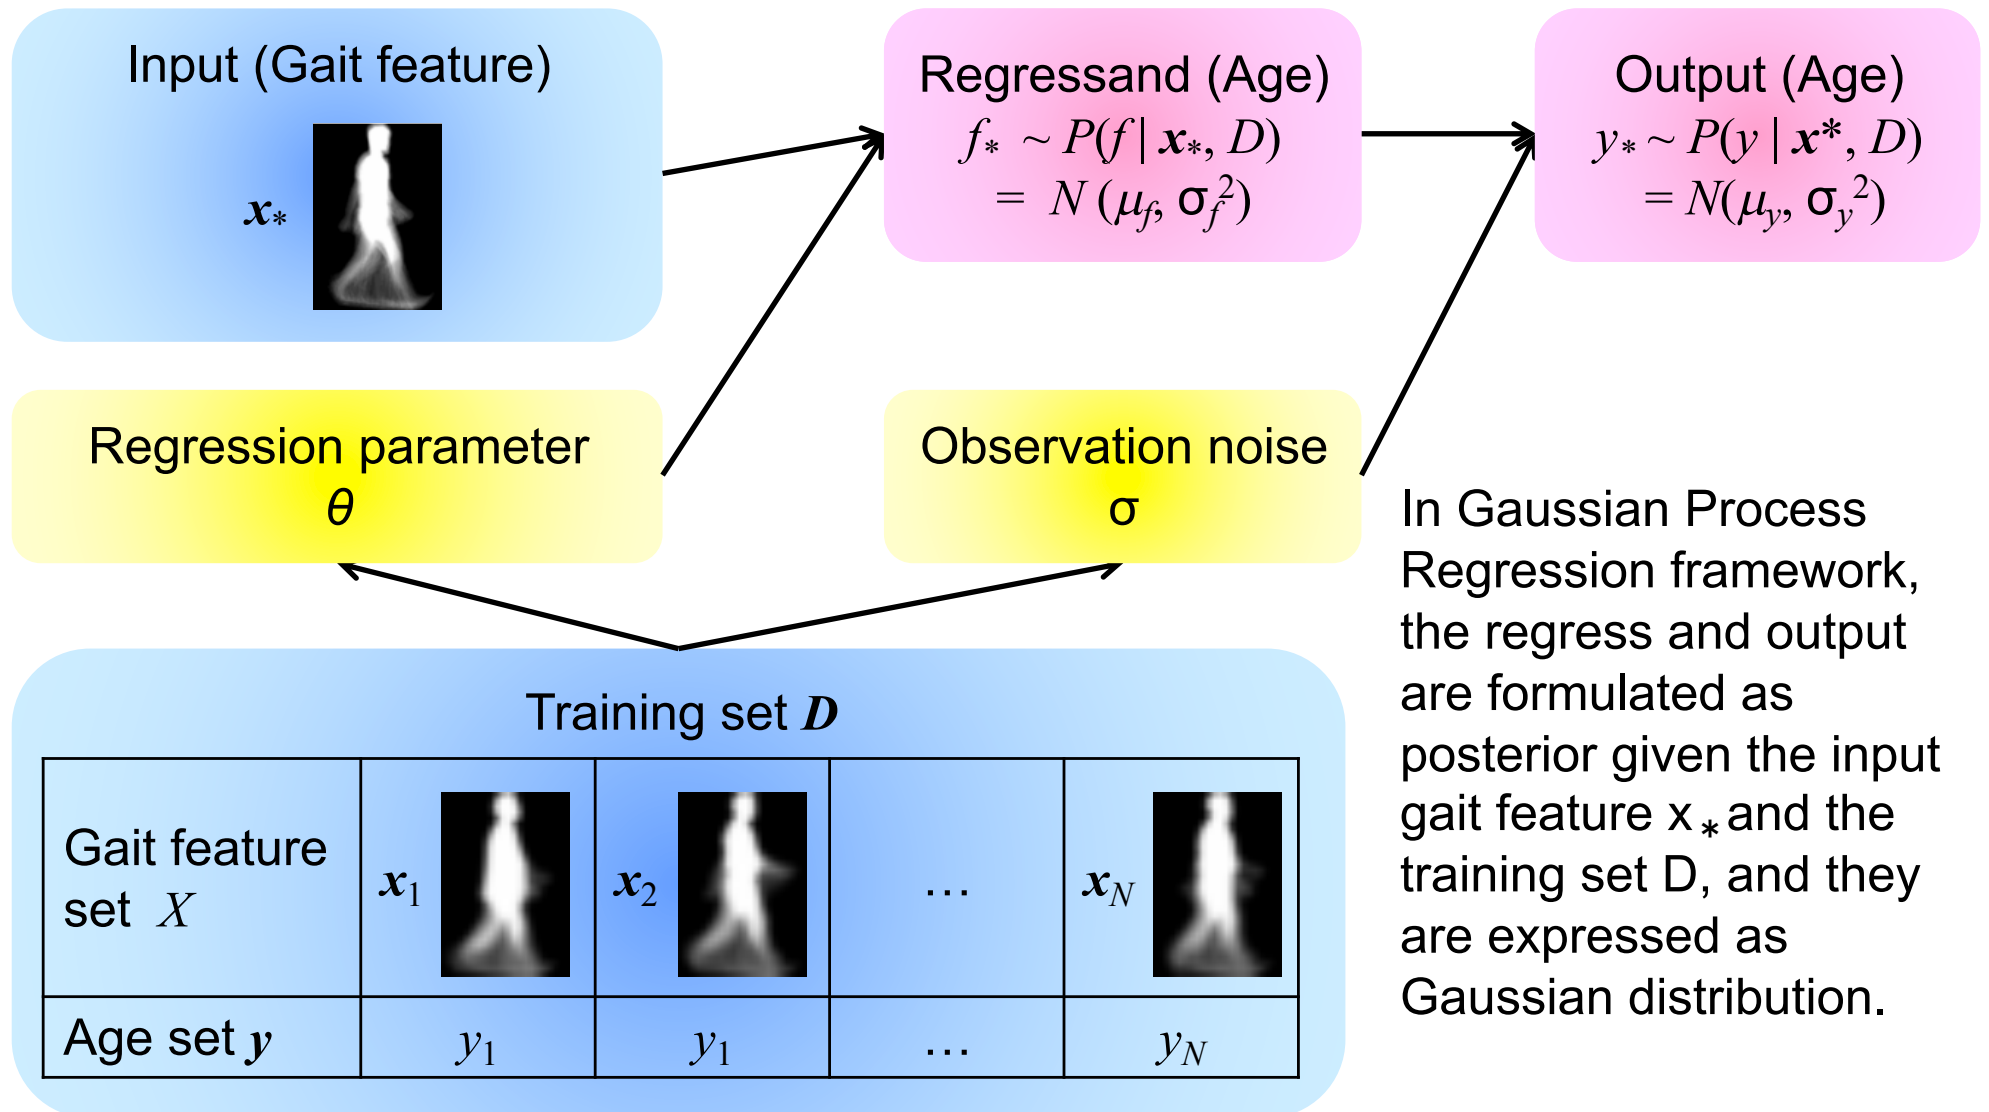 Input (Gait feature)
x*
Regressand (Age)
f* ~ P(f | x*, D)
= N (μf, σf²)
Output (Age)
y* ~ P(y | x*, D)
= N(μy, σy²)
Regression parameter
θ
Observation noise
σ
Training set D
Gait feature
set X
x1
x2
…
xN
Age set y
y1
y1
…
yN
In Gaussian Process
Regression framework,
the regress and output
are formulated as
posterior given the input
gait feature x* and the
training set D, and they
are expressed as
Gaussian distribution.